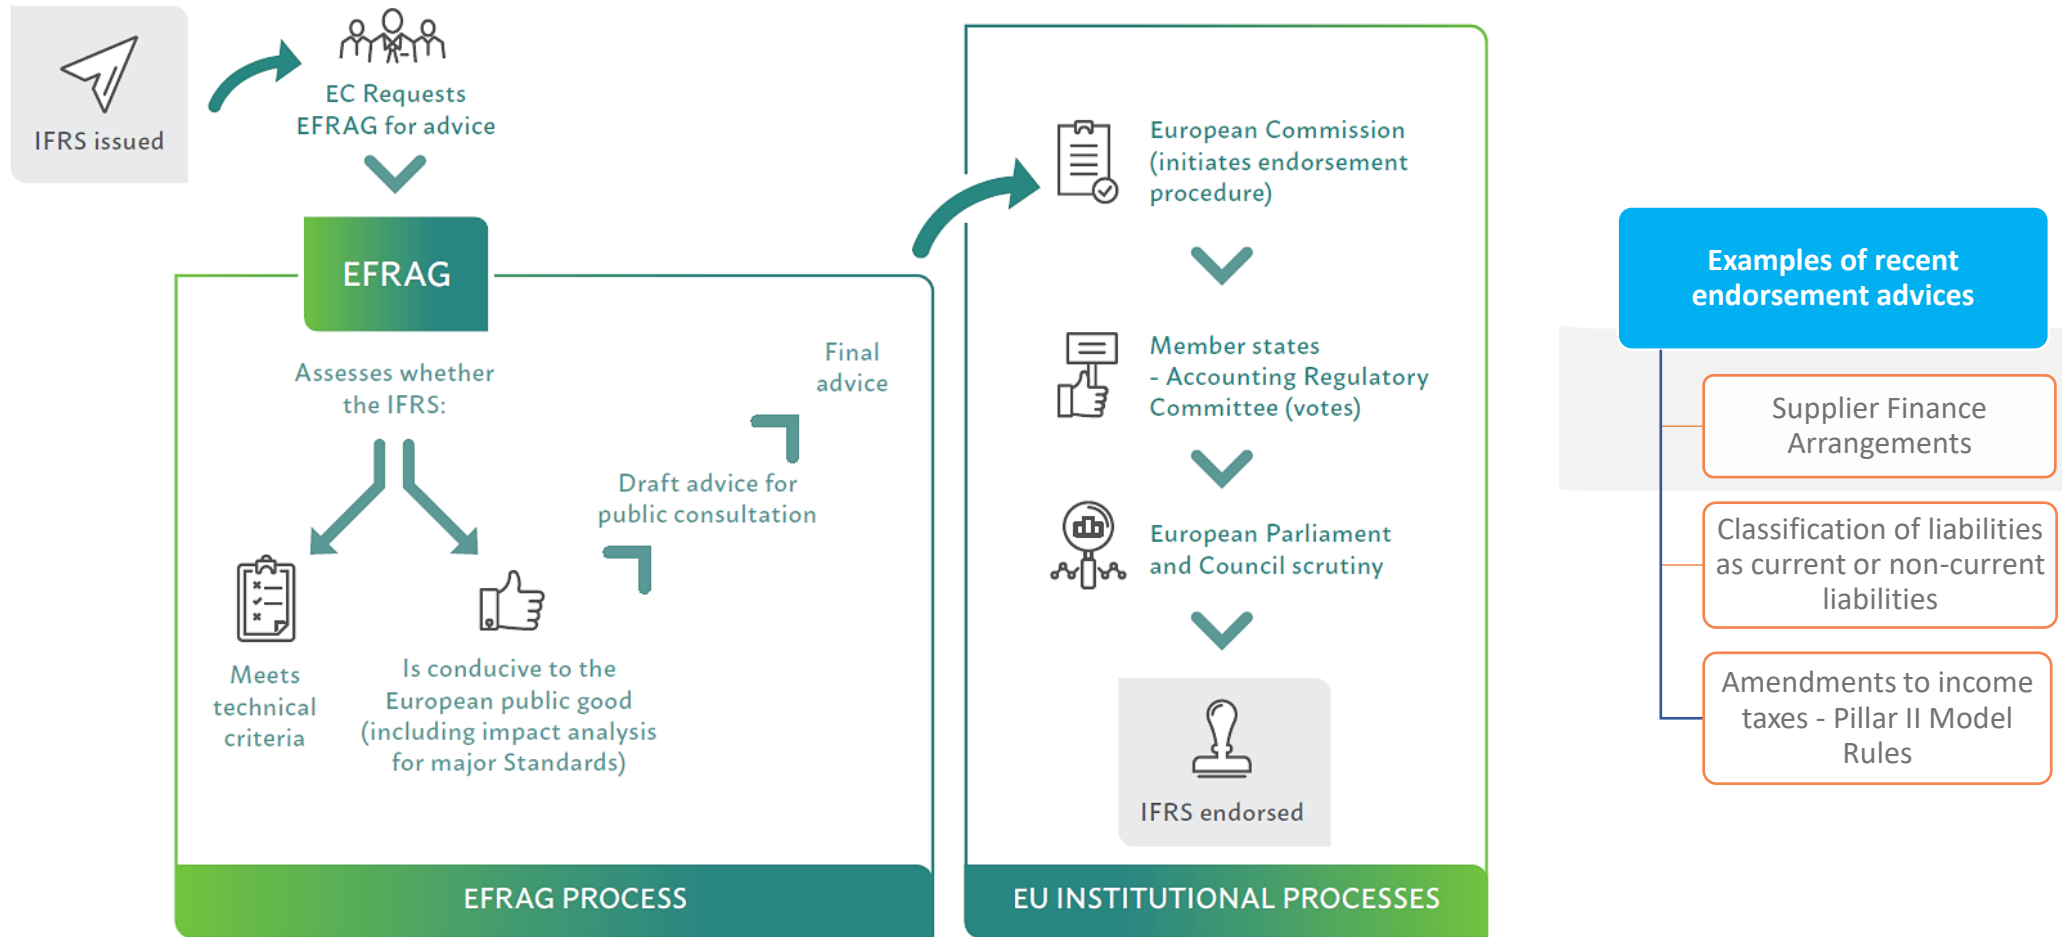 IFRS issued
EC Requests
EFRAG for advice
EFRAG
Assesses whether
the IFRS:
Meets
technical
criteria
Is conducive to the
European public good
(including impact analysis
for major Standards)
Draft advice for
public consultation
Final
advice
EFRAG PROCESS
European Commission
(initiates endorsement
procedure)
Member states
- Accounting Regulatory
Committee (votes)
European Parliament
and Council scrutiny
IFRS endorsed
EU INSTITUTIONAL PROCESSES
Examples of recent
endorsement advices
Supplier Finance
Arrangements
Classification of liabilities
as current or non-current
liabilities
Amendments to income
taxes - Pillar II Model
Rules